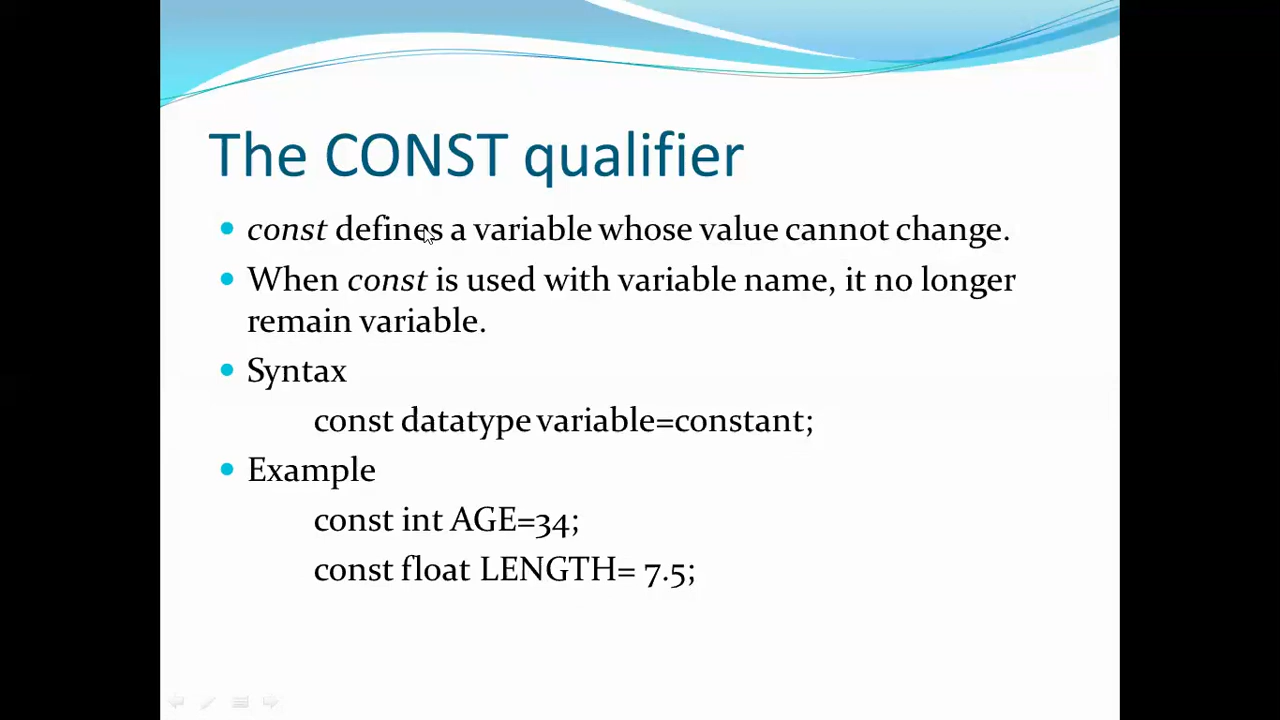 The CONST qualifier
const defines a variable whose value cannot change.
When const is used with variable name, it no longer
remain variable.
Syntax
const datatype variable=constant;
Example
const int AGE=34;
const float LENGTH= 7.5;